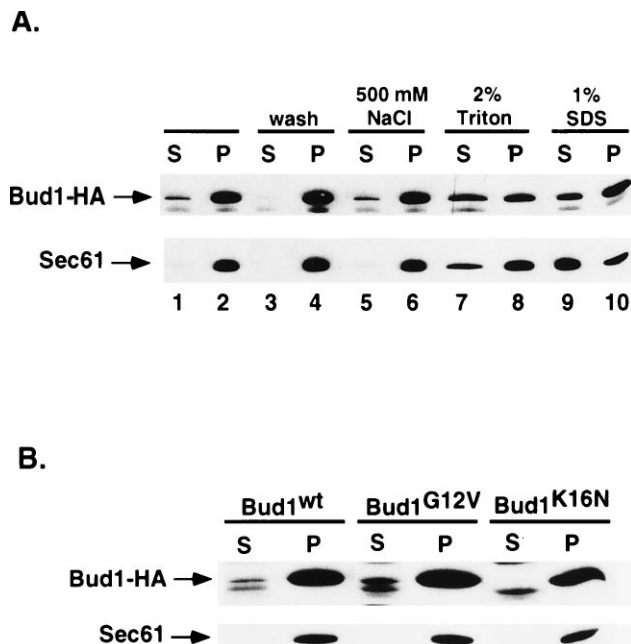 A.
500 mM 2% 1%
wash NaCl Triton SDS
S P S P S P S P S P
Bud1-HA
Sec61
1 2 3 4 5 6 7 8 9 10
B.
Bud1wt Bud1G12V Bud1K16N
S P S P S P
Bud1-HA
Sec61